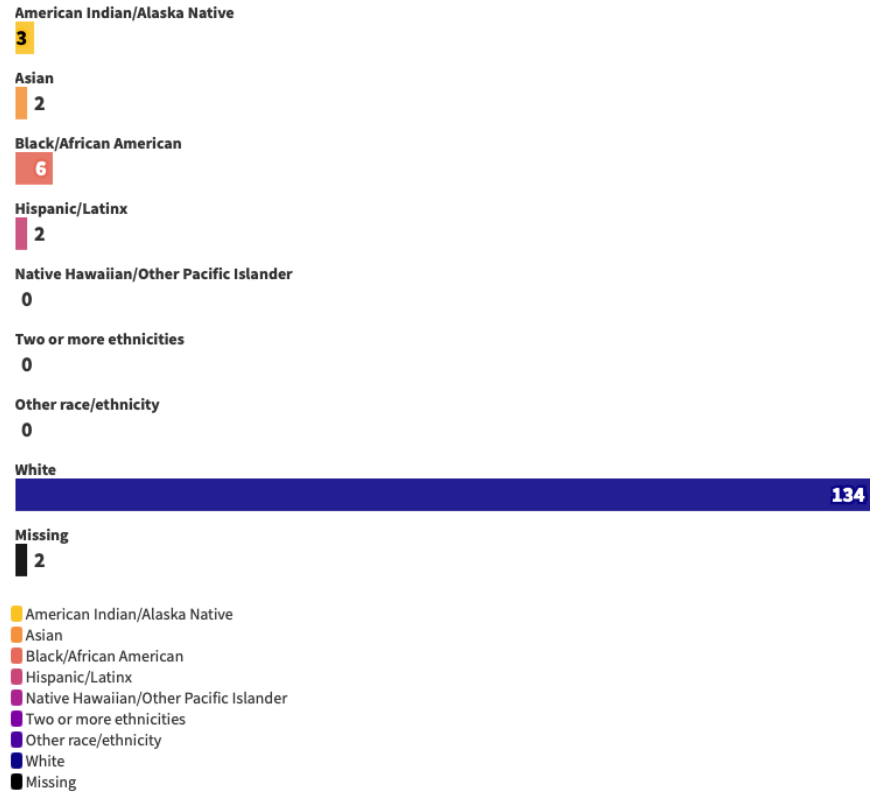 American Indian/Alaska Native
3
Asian
2
Black/African American
6
Hispanic/Latinx
2
Native Hawaiian/Other Pacific Islander
0
Two or more ethnicities
0
Other race/ethnicity
0
White
134
Missing
2
American Indian/Alaska Native
Asian
Black/African American
Hispanic/Latinx
Native Hawaiian/Other Pacific Islander
Two or more ethnicities
Other race/ethnicity
White
Missing